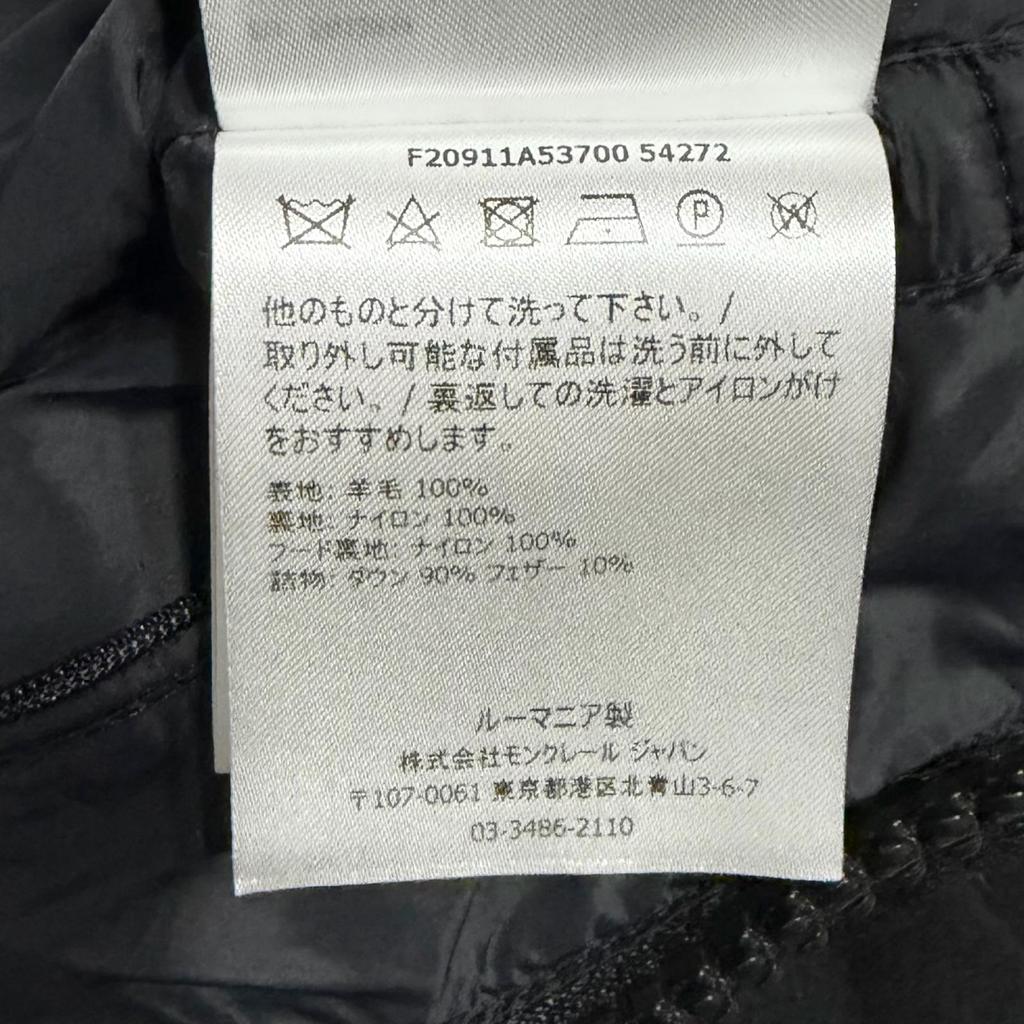 F20911A53700 54272
P
W
他のものと分けて洗って下さい。/
取り外し可能な付属品は洗う前に外して
ください。/ 裏返しての洗濯とアイロンがけ
をおすすめします。
表地: 羊毛 100%
裏地: ナイロン 100%
フード裏地: ナイロン 100%
詰物: ダウン 90% フェザー 10%
ルーマニア製
株式会社モンクレール ジャパン
〒107-0061 東京都港区北青山3-6-7
03-3486-2110